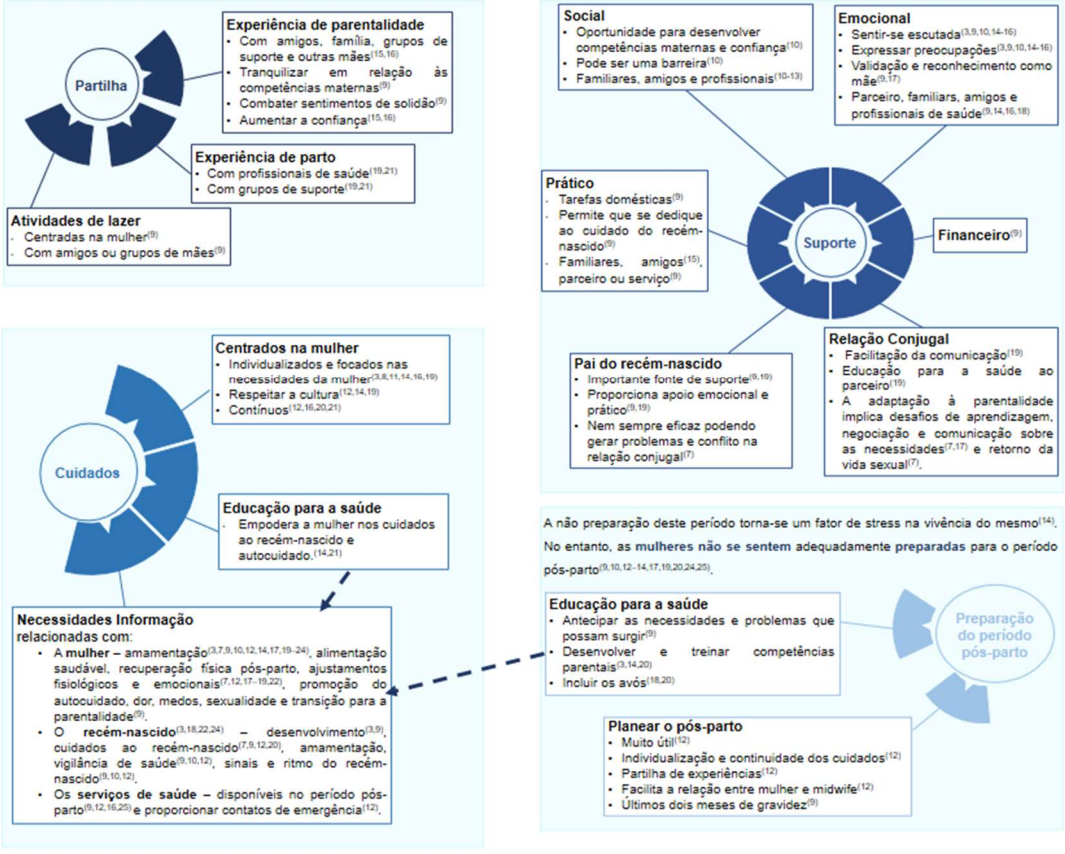 Partilha
Experiência de parentalidade
• Com amigos, família, grupos de
suporte e outras mães(15,16)
• Tranquilizar em relação às
competências maternas(9)
• Combater sentimentos de solidão(9)
• Aumentar a confiança(15,16)
Experiência de parto
• Com profissionais de saúde(19,21)
• Com grupos de suporte(19,21)
Atividades de lazer
- Centradas na mulher(9)
- Com amigos ou grupos de mães(9)
Suporte
Social
• Oportunidade para desenvolver
competências maternas e confiança(10)
• Pode ser uma barreira(10)
• Familiares, amigos e profissionais(10-13)
Emocional
• Sentir-se escutada(3,9,10,14-16)
• Expressar preocupações(3,9,10,14-16)
• Validação e reconhecimento como
mãe(9,17)
• Parceiro, familiars, amigos e
profissionais de saúde(9,14,16,18)
Prático
- Tarefas domésticas(9)
- Permite que se dedique
ao cuidado do recém-
nascido(9)
- Familiares, amigos(15),
parceiro ou serviço(9)
Financeiro(9)
Pai do recém-nascido
• Importante fonte de suporte(9,19)
• Proporciona apoio emocional e
prático(9,19)
• Nem sempre eficaz podendo
gerar problemas e conflito na
relação conjugal(7)
Relação Conjugal
• Facilitação da comunicação(19)
• Educação para a saúde ao
parceiro(19)
• A adaptação à parentalidade
implica desafios de aprendizagem,
negociação e comunicação sobre
as necessidades(7,17) e retorno da
vida sexual(7).
Cuidados
Centrados na mulher
• Individualizados e focados nas
necessidades da mulher(3,8,11,14,16,19)
• Respeitar a cultura(12,14,19)
• Contínuos(12,16,20,21)
Educação para a saúde
- Empodera a mulher nos cuidados
ao recém-nascido e
autocuidado.(14,21)
Necessidades Informação
relacionadas com:
• A mulher – amamentação(3,7,9,10,12,14,17,19–24), alimentação
saudável, recuperação física pós-parto, ajustamentos
fisiológicos e emocionais(7,12,17–19,22), promoção do
autocuidado, dor, medos, sexualidade e transição para a
parentalidade(9).
• O recém-nascido(3,18,22,24) – desenvolvimento(3,9),
cuidados ao recém-nascido(7,9,12,20), amamentação,
vigilância de saúde(9,10,12), sinais e ritmo do recém-
nascido(9,10,12).
• Os serviços de saúde – disponíveis no período pós-
parto(9,12,16,25) e proporcionar contatos de emergência(12).
A não preparação deste período torna-se um fator de stress na vivência do mesmo(14).
No entanto, as mulheres não se sentem adequadamente preparadas para o período
pós-parto(9,10,12–14,17,19,20,24,25).
Preparação
do período
pós-parto
Educação para a saúde
• Antecipar as necessidades e problemas que
possam surgir(9)
• Desenvolver e treinar competências
parentais(3,14,20)
• Incluir os avós(18,20)
Planear o pós-parto
• Muito útil(12)
• Individualização e continuidade dos cuidados(12)
• Partilha de experiências(12)
• Facilita a relação entre mulher e midwife(12)
• Últimos dois meses de gravidez(9)